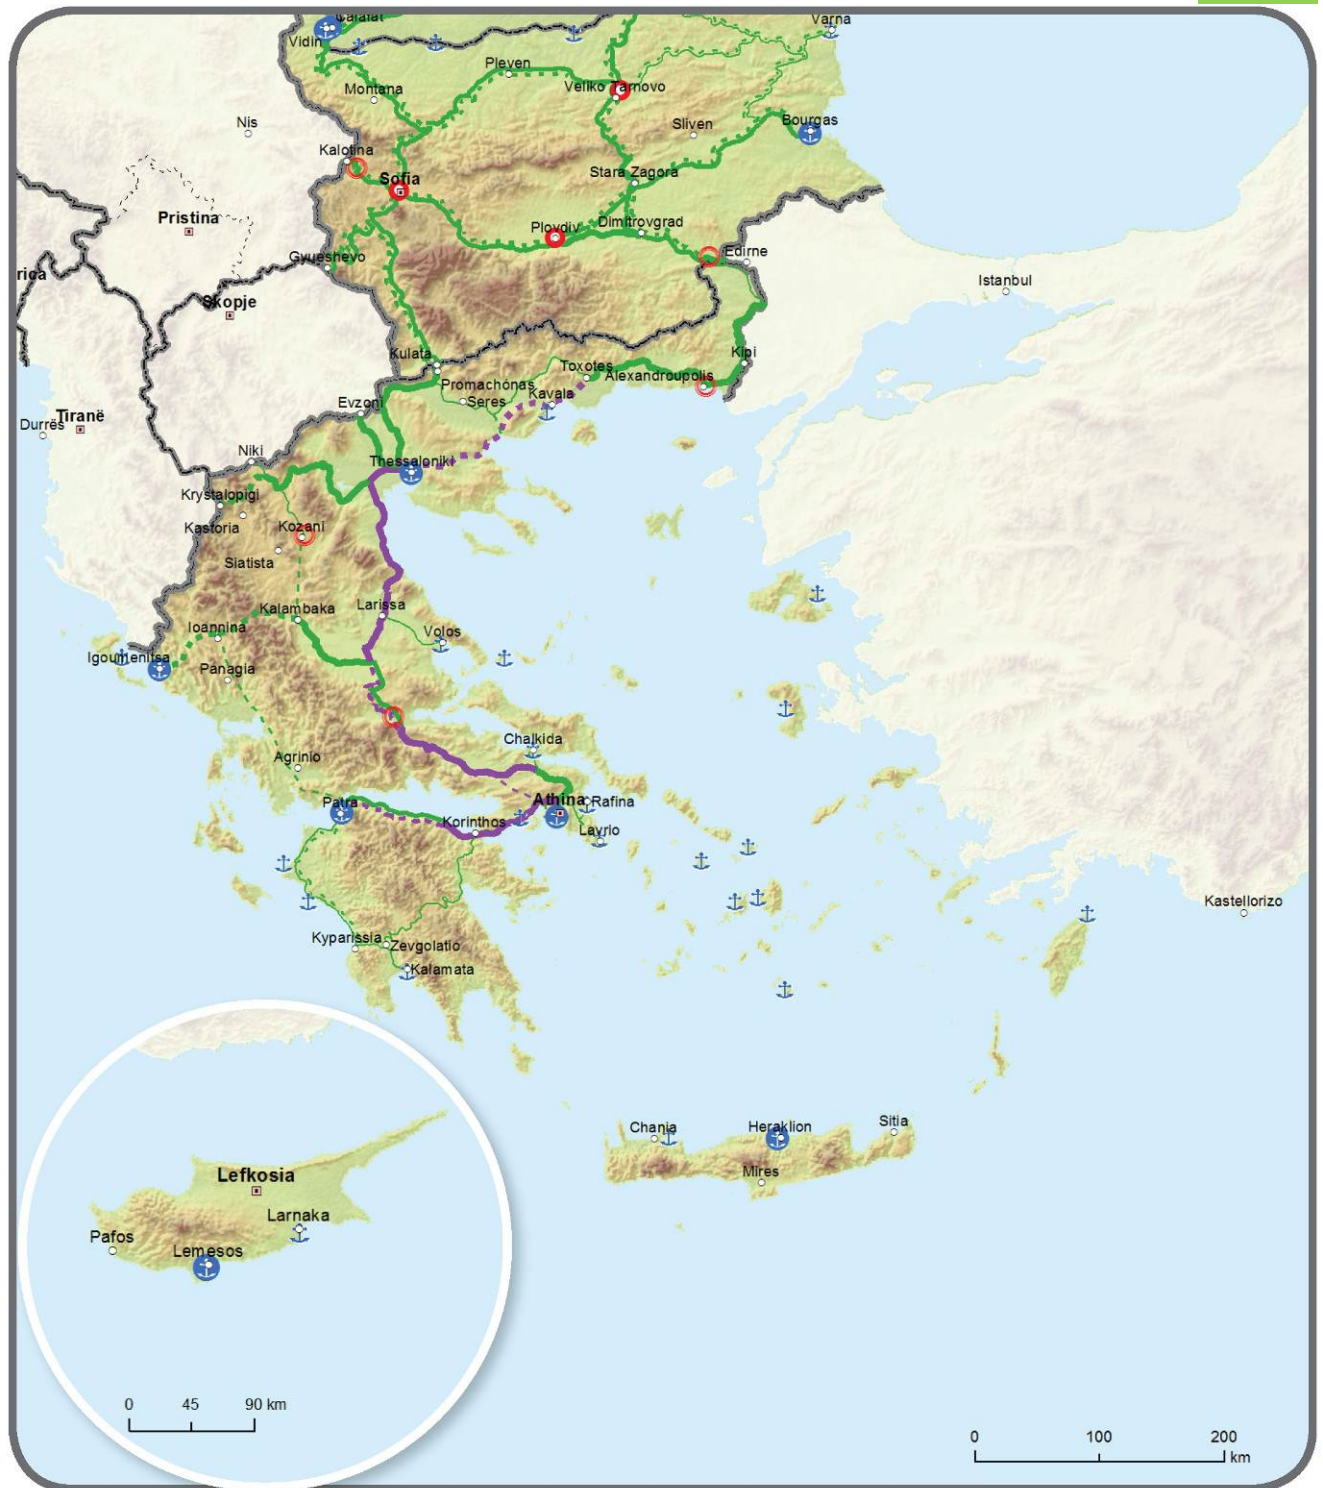 Calafat
Varna
Vidin
Pleven
Montana
Veliko Tarnovo
Nis
Sliven
Bourgas
Kalotina
Sofia
Stara Zagora
Pristina
Plovdiv
Dimitrovgrad
Gyueshevo
Edirne
rica
Istanbul
Skopje
Kulata
Toxotes
Kipi
Promachonas
Alexandroupolis
Seres
Kavala
Evzoni
Tiranë
Durrës
Niki
Thessaloniki
Krystalopigi
Kastoria
Kozani
Siatista
Kalambaka
Larissa
Ioannina
Volos
Igoumenitsa
Panagia
Chalkida
Agrinio
Patra
Athina
Rafina
Korinthos
Lavrio
Kastellorizo
Kyparissia
Zevgolatio
Kalamata
Chania
Heraklion
Sitia
Mires
Lefkosia
Larnaka
Pafos
Lemesos
0 45 90 km
0 100 200
km